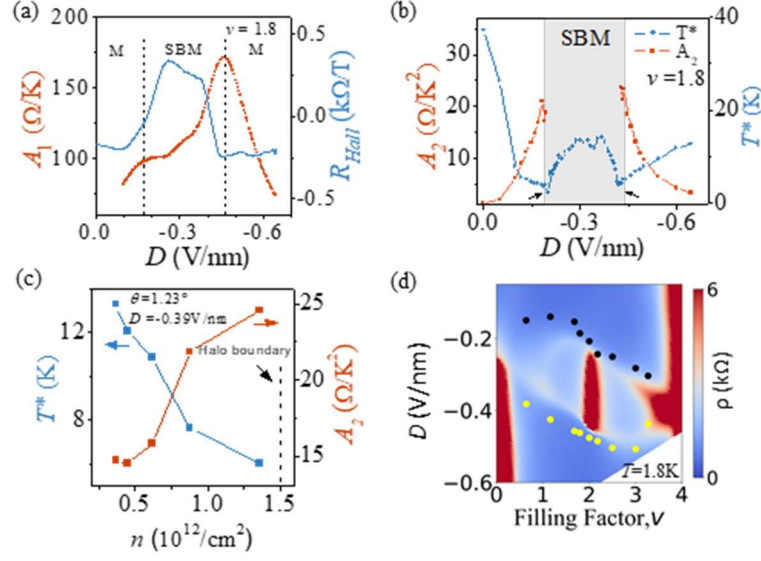 (a)
200
150
100
A₁ (Ω/K)
M
SBM
ν = 1.8
M
0.5
0.0
-0.5
R_Hall (kΩ/T)
0.0
-0.3
-0.6
D (V/nm)
(b)
30
20
10
A₂ (Ω/K²)
SBM
T*
A₂
ν =1.8
40
20
0
T* (K)
0.0
-0.3
-0.6
D (V/nm)
(c)
12
8
T* (K)
θ=1.23°
D = -0.39V/nm
Halo boundary
25
20
15
A₂ (Ω/K²)
0.5
1.0
1.5
n (10¹²/cm²)
(d)
-0.2
-0.4
-0.6
D (V/nm)
T=1.8K
0
1
2
3
4
Filling Factor,ν
6
0
ρ (kΩ)